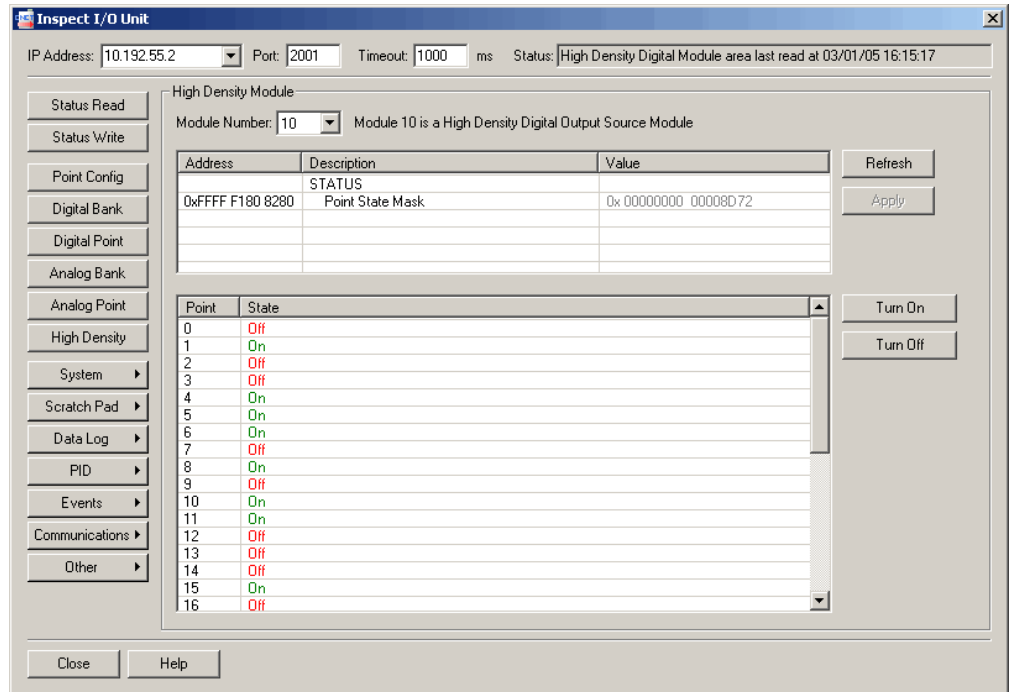 Inspect I/O Unit
IP Address: 10.192.55.2 Port: 2001 Timeout: 1000 ms Status: High Density Digital Module area last read at 03/01/05 16:15:17
Status Read
Status Write
Point Config
Digital Bank
Digital Point
Analog Bank
Analog Point
High Density
System
Scratch Pad
Data Log
PID
Events
Communications
Other
High Density Module
Module Number: 10 Module 10 is a High Density Digital Output Source Module
Address Description Value
STATUS
0xFFFF F180 8280 Point State Mask 0x 00000000 00008D72
Refresh
Apply
Point State
0 Off
1 On
2 Off
3 Off
4 On
5 On
6 On
7 Off
8 On
9 Off
10 On
11 On
12 Off
13 Off
14 Off
15 On
16 Off
Turn On
Turn Off
Close Help